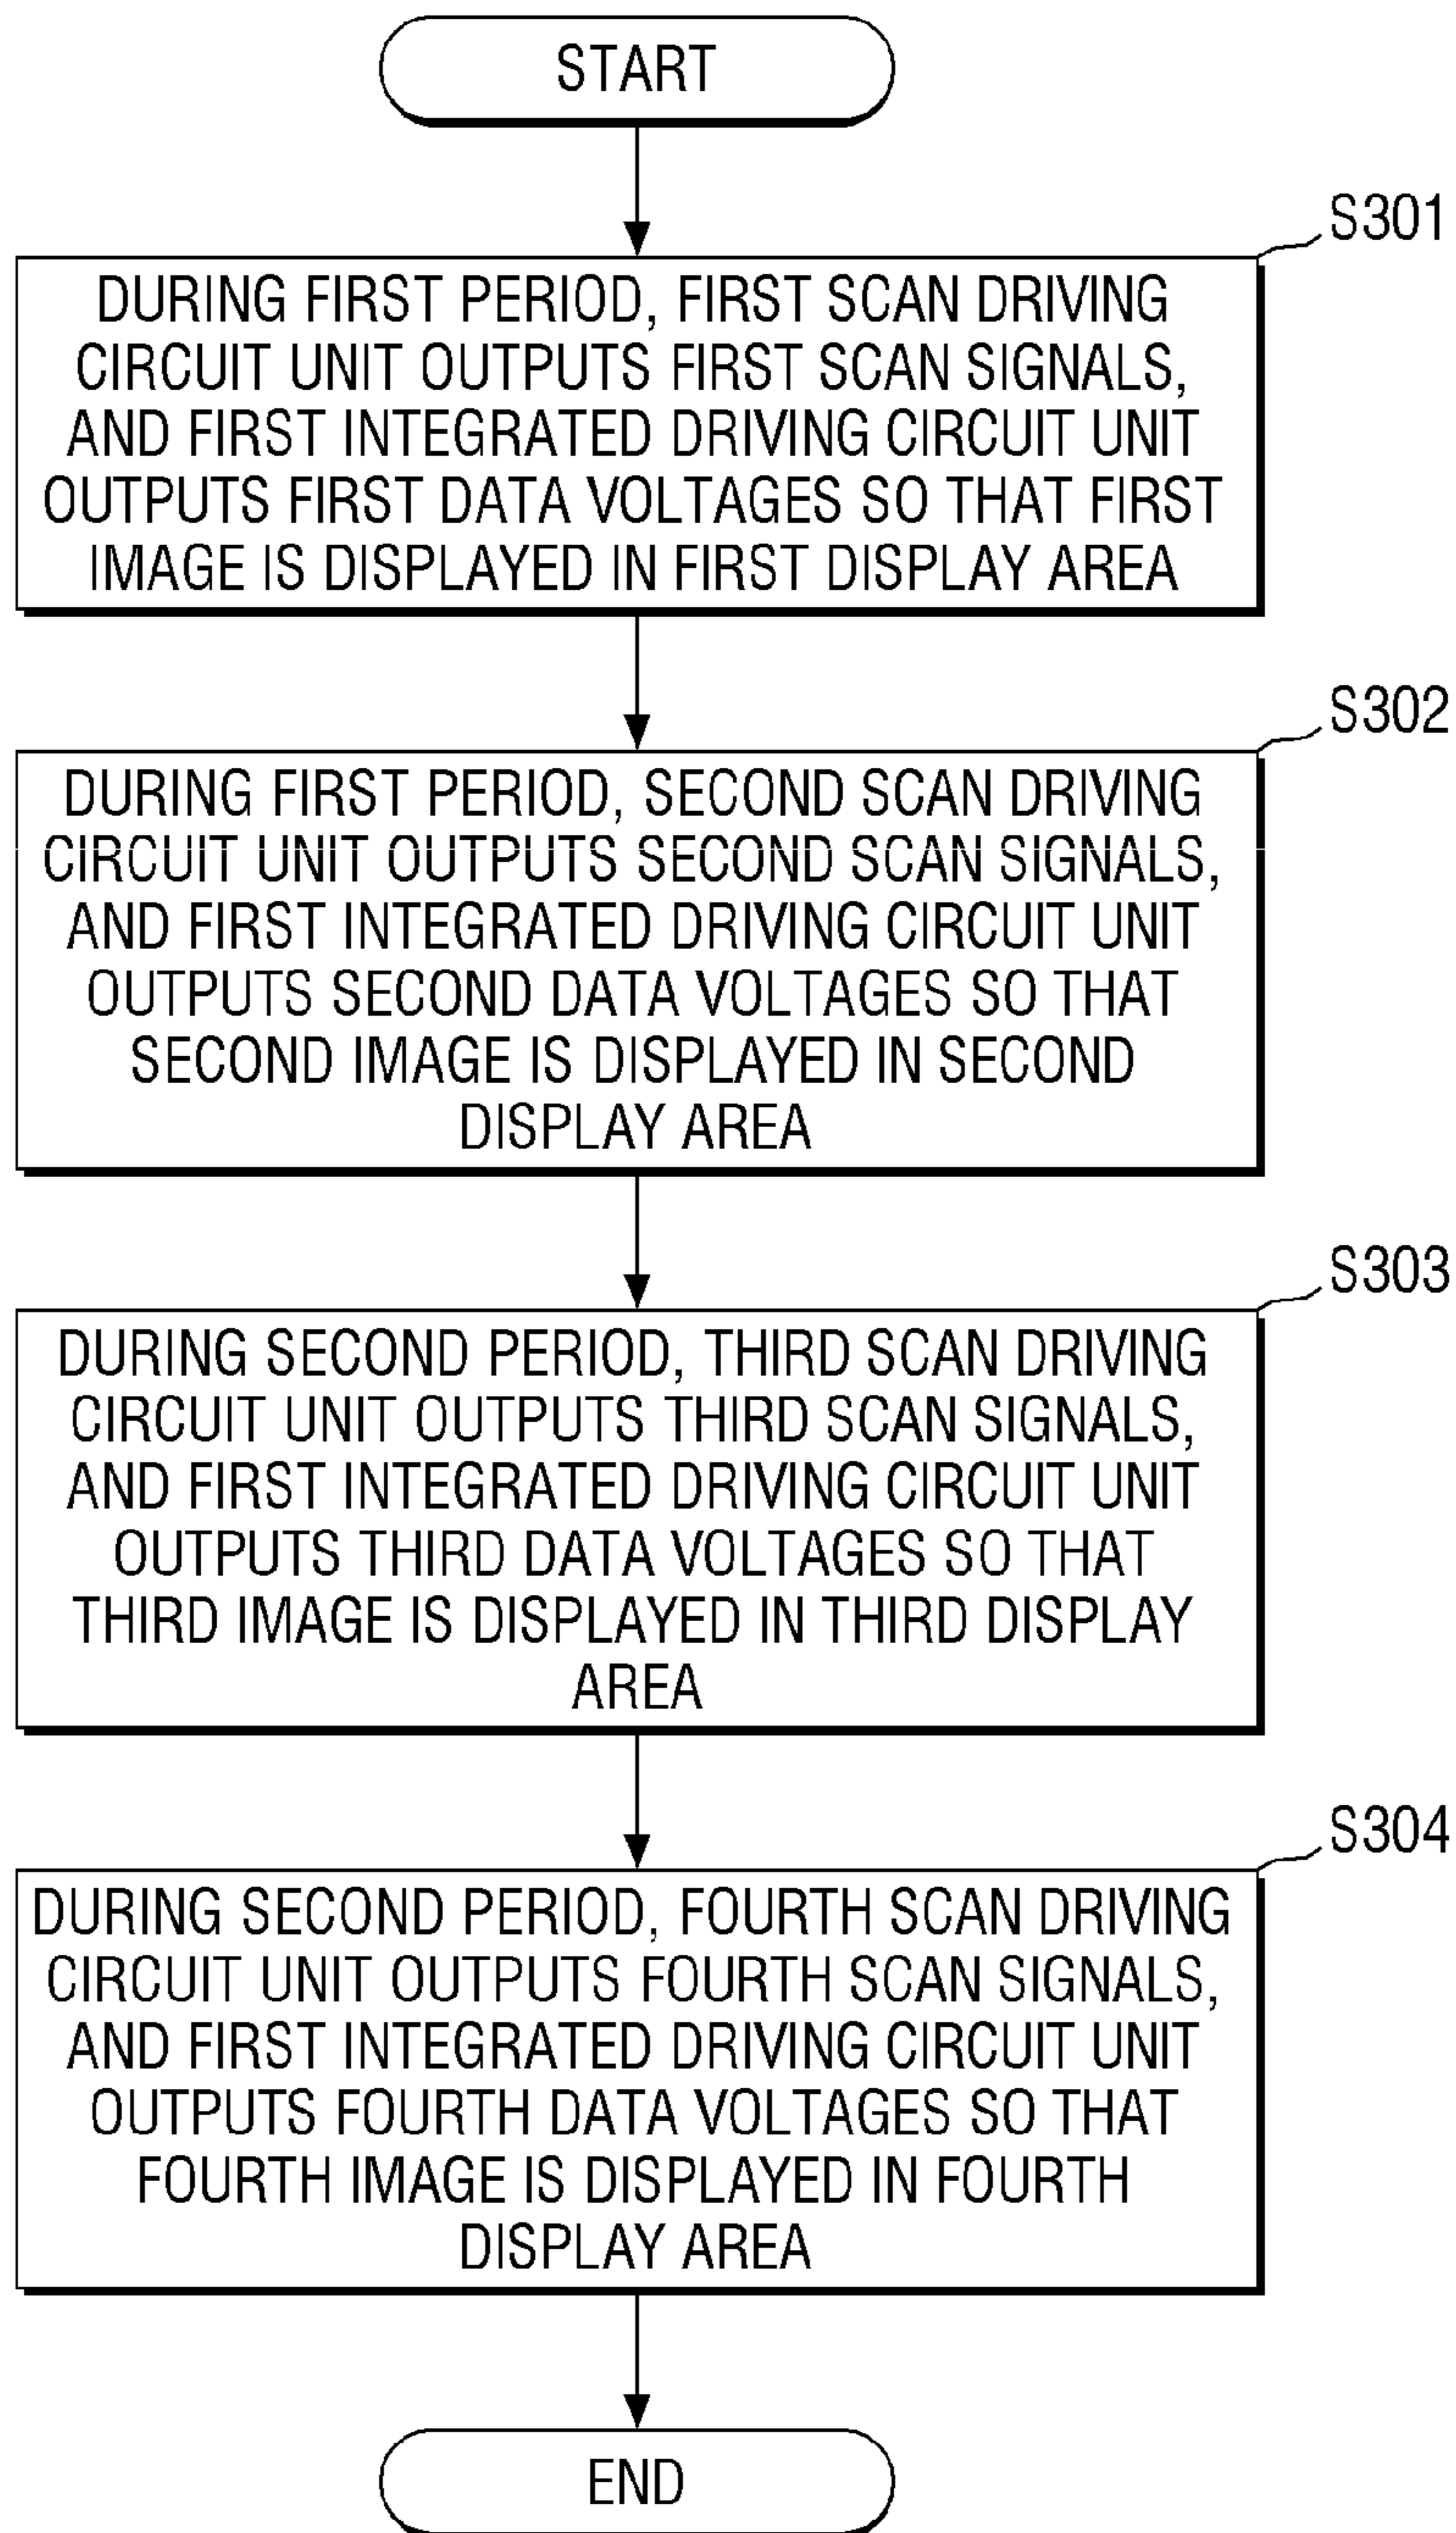 START
S301
DURING FIRST PERIOD, FIRST SCAN DRIVING
CIRCUIT UNIT OUTPUTS FIRST SCAN SIGNALS,
AND FIRST INTEGRATED DRIVING CIRCUIT UNIT
OUTPUTS FIRST DATA VOLTAGES SO THAT FIRST
IMAGE IS DISPLAYED IN FIRST DISPLAY AREA
S302
DURING FIRST PERIOD, SECOND SCAN DRIVING
CIRCUIT UNIT OUTPUTS SECOND SCAN SIGNALS,
AND FIRST INTEGRATED DRIVING CIRCUIT UNIT
OUTPUTS SECOND DATA VOLTAGES SO THAT
SECOND IMAGE IS DISPLAYED IN SECOND
DISPLAY AREA
S303
DURING SECOND PERIOD, THIRD SCAN DRIVING
CIRCUIT UNIT OUTPUTS THIRD SCAN SIGNALS,
AND FIRST INTEGRATED DRIVING CIRCUIT UNIT
OUTPUTS THIRD DATA VOLTAGES SO THAT
THIRD IMAGE IS DISPLAYED IN THIRD DISPLAY
AREA
S304
DURING SECOND PERIOD, FOURTH SCAN DRIVING
CIRCUIT UNIT OUTPUTS FOURTH SCAN SIGNALS,
AND FIRST INTEGRATED DRIVING CIRCUIT UNIT
OUTPUTS FOURTH DATA VOLTAGES SO THAT
FOURTH IMAGE IS DISPLAYED IN FOURTH
DISPLAY AREA
END